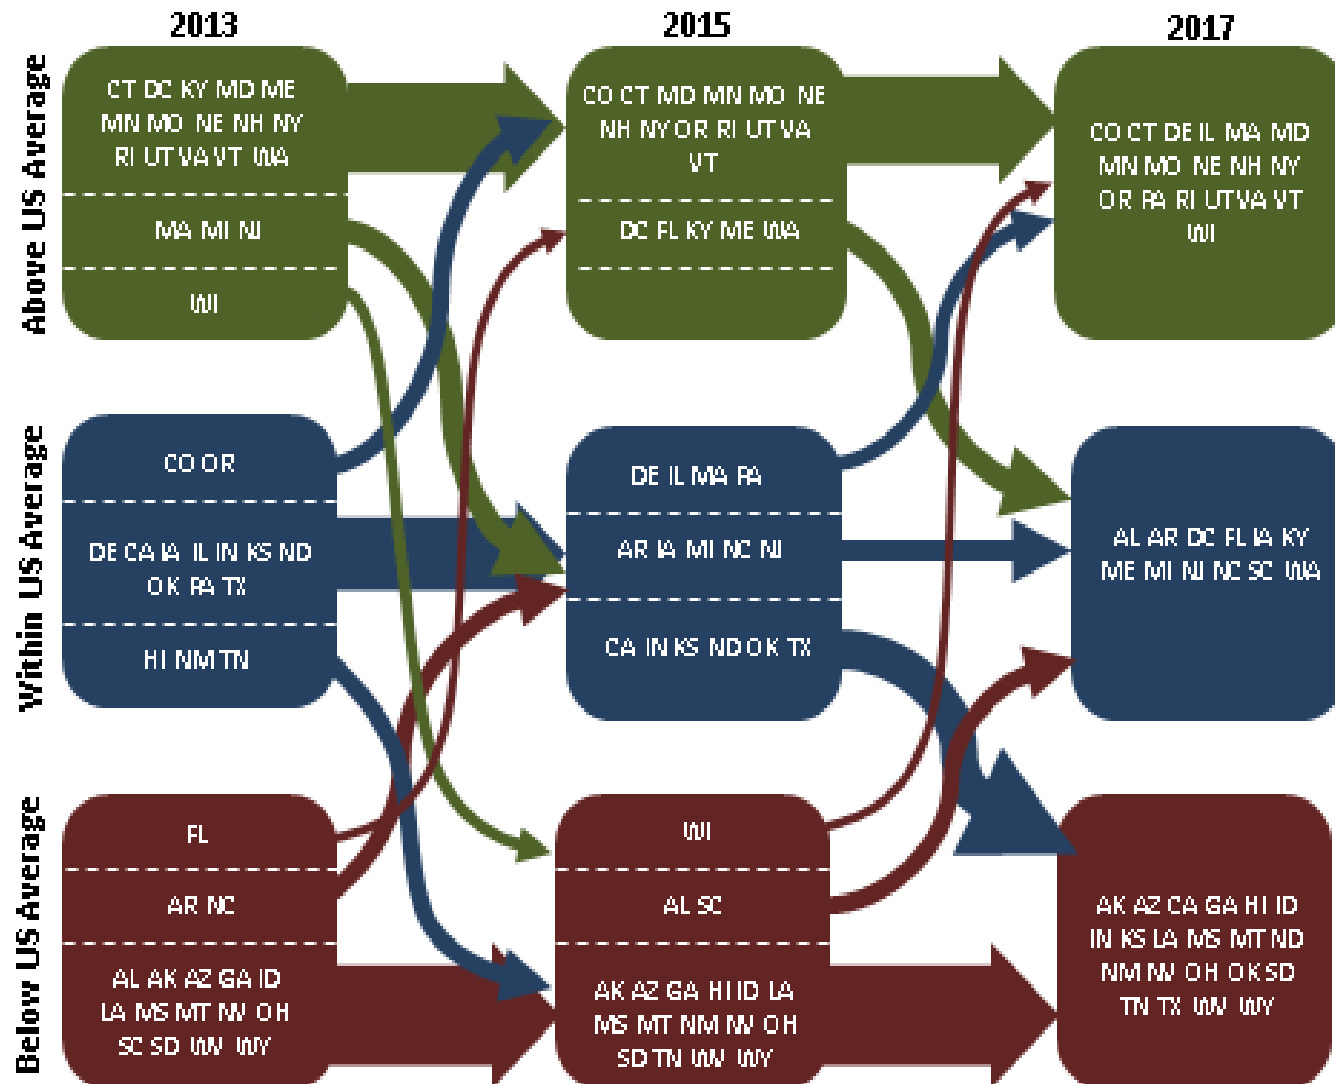 2013
2015
2017
Above US Average
CT DC KY MD ME
MN MO NE NH NY
RI UT VA VT WA
MA MI NJ
WI
CO CT MD MN MO NE
NH NY OR RI UT VA
VT
DC FL KY ME WA
CO CT DE IL MA MD
MN MO NE NH NY
OR PA RI UT VA VT
WI
Within US Average
CO OR
DE CA IA IL IN KS ND
OK PA TX
HI NM TN
DE IL MA PA
AR IA MI NC NJ
CA IN KS ND OK TX
AL AR DC FL IA KY
ME MI NJ NC SC WA
Below US Average
FL
AR NC
AL AK AZ GA ID
LA MS MT NV OH
SC SD WV WY
WI
AL SC
AK AZ GA HI ID LA
MS MT NM NV OH
SD TN WV WY
AK AZ CA GA HI ID
IN KS LA MS MT ND
NM NV OH OK SD
TN TX WV WY